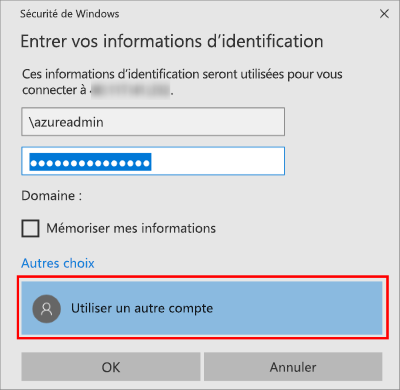 Sécurité de Windows
Entrer vos informations d’identification
Ces informations d’identification seront utilisées pour vous
connecter à .
\azureadmin
Domaine :
Mémoriser mes informations
Autres choix
Utiliser un autre compte
OK
Annuler